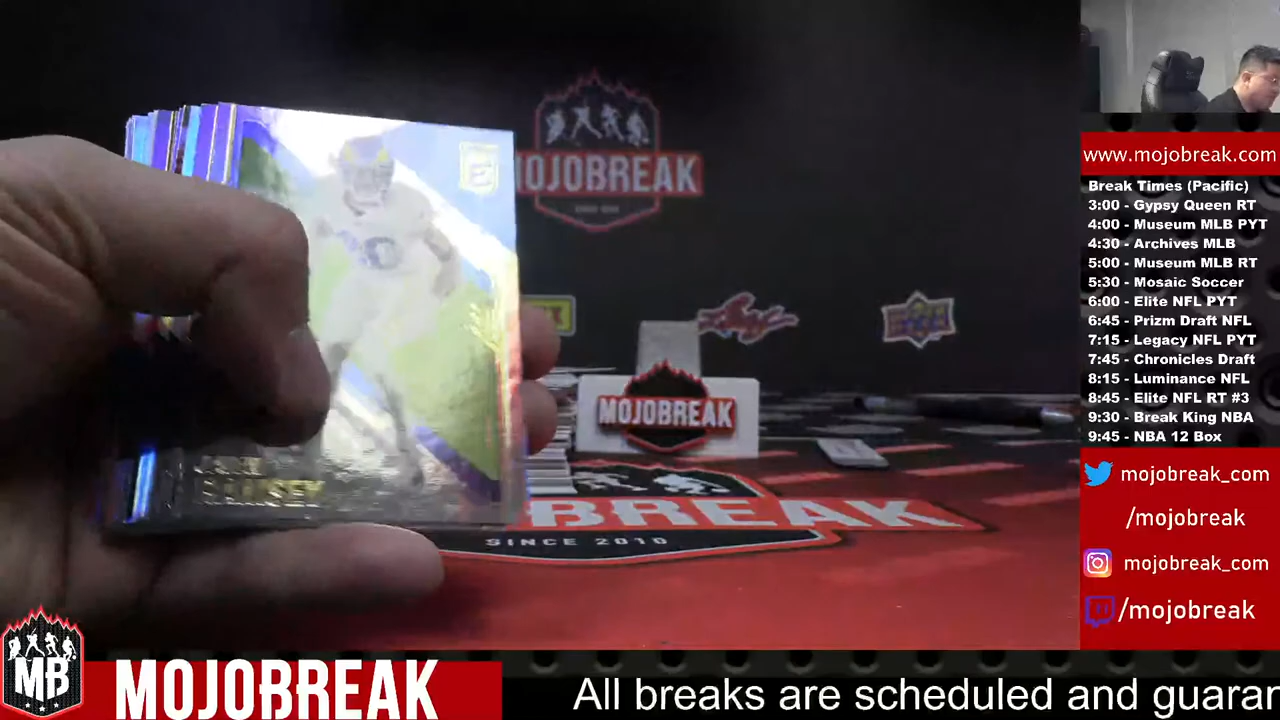 E
RAMSEY
MOJOBREAK
MOJOBREAK
BREAK
SINCE 2010
www.mojobreak.com
Break Times (Pacific)
3:00 - Gypsy Queen RT
4:00 - Museum MLB PYT
4:30 - Archives MLB
5:00 - Museum MLB RT
5:30 - Mosaic Soccer
6:00 - Elite NFL PYT
6:45 - Prizm Draft NFL
7:15 - Legacy NFL PYT
7:45 - Chronicles Draft
8:15 - Luminance NFL
8:45 - Elite NFL RT #3
9:30 - Break King NBA
9:45 - NBA 12 Box
mojobreak_com
/mojobreak
mojobreak_com
/mojobreak
MB
MOJOBREAK
All breaks are scheduled and guaran